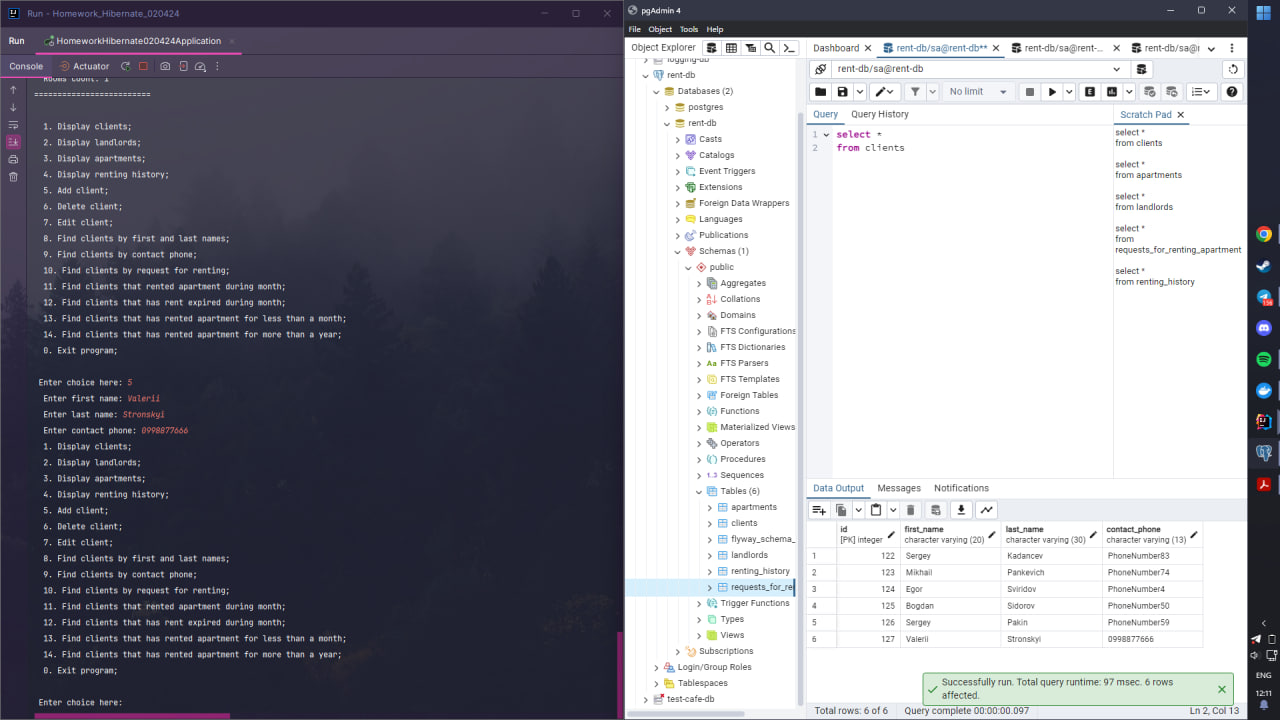 Run - Homework_Hibernate_020424
Run
HomeworkHibernate020424Application
Console
Actuator
Rooms count: 1
=========================
1. Display clients;
2. Display landlords;
3. Display apartments;
4. Display renting history;
5. Add client;
6. Delete client;
7. Edit client;
8. Find clients by first and last names;
9. Find clients by contact phone;
10. Find clients by request for renting;
11. Find clients that rented apartment during month;
12. Find clients that has rent expired during month;
13. Find clients that has rented apartment for less than a month;
14. Find clients that has rented apartment for more than a year;
0. Exit program;
Enter choice here: 5
Enter first name: Valerii
Enter last name: Stronskyi
Enter contact phone: 0998877666
1. Display clients;
2. Display landlords;
3. Display apartments;
4. Display renting history;
5. Add client;
6. Delete client;
7. Edit client;
8. Find clients by first and last names;
9. Find clients by contact phone;
10. Find clients by request for renting;
11. Find clients that rented apartment during month;
12. Find clients that has rent expired during month;
13. Find clients that has rented apartment for less than a month;
14. Find clients that has rented apartment for more than a year;
0. Exit program;
Enter choice here:
pgAdmin 4
File Object Tools Help
Object Explorer
logging-db
rent-db
Databases (2)
postgres
rent-db
Casts
Catalogs
Event Triggers
Extensions
Foreign Data Wrappers
Languages
Publications
Schemas (1)
public
Aggregates
Collations
Domains
FTS Configurations
FTS Dictionaries
FTS Parsers
FTS Templates
Foreign Tables
Functions
Materialized Views
Operators
Procedures
1.3 Sequences
Tables (6)
apartments
clients
flyway_schema_
landlords
renting_history
requests_for_rer
Trigger Functions
Types
Views
Subscriptions
Login/Group Roles
Tablespaces
test-cafe-db
Dashboard
rent-db/sa@rent-db**
rent-db/sa@rent-...
rent-db/sa@r
rent-db/sa@rent-db
No limit
E
Query
Query History
Scratch Pad
1 select *
2 from clients
select *
from clients
select *
from apartments
select *
from landlords
select *
from
requests_for_renting_apartment
select *
from renting_history
Data Output
Messages
Notifications
id [PK] integer first_name character varying (20) last_name character varying (30) contact_phone character varying (13)
1 122 Sergey Kadancev PhoneNumber83
2 123 Mikhail Pankevich PhoneNumber74
3 124 Egor Sviridov PhoneNumber4
4 125 Bogdan Sidorov PhoneNumber50
5 126 Sergey Pakin PhoneNumber59
6 127 Valerii Stronskyi 0998877666
Successfully run. Total query runtime: 97 msec. 6 rows
affected.
Total rows: 6 of 6
Query complete 00:00:00.097
Ln 2, Col 13
ENG
12:11